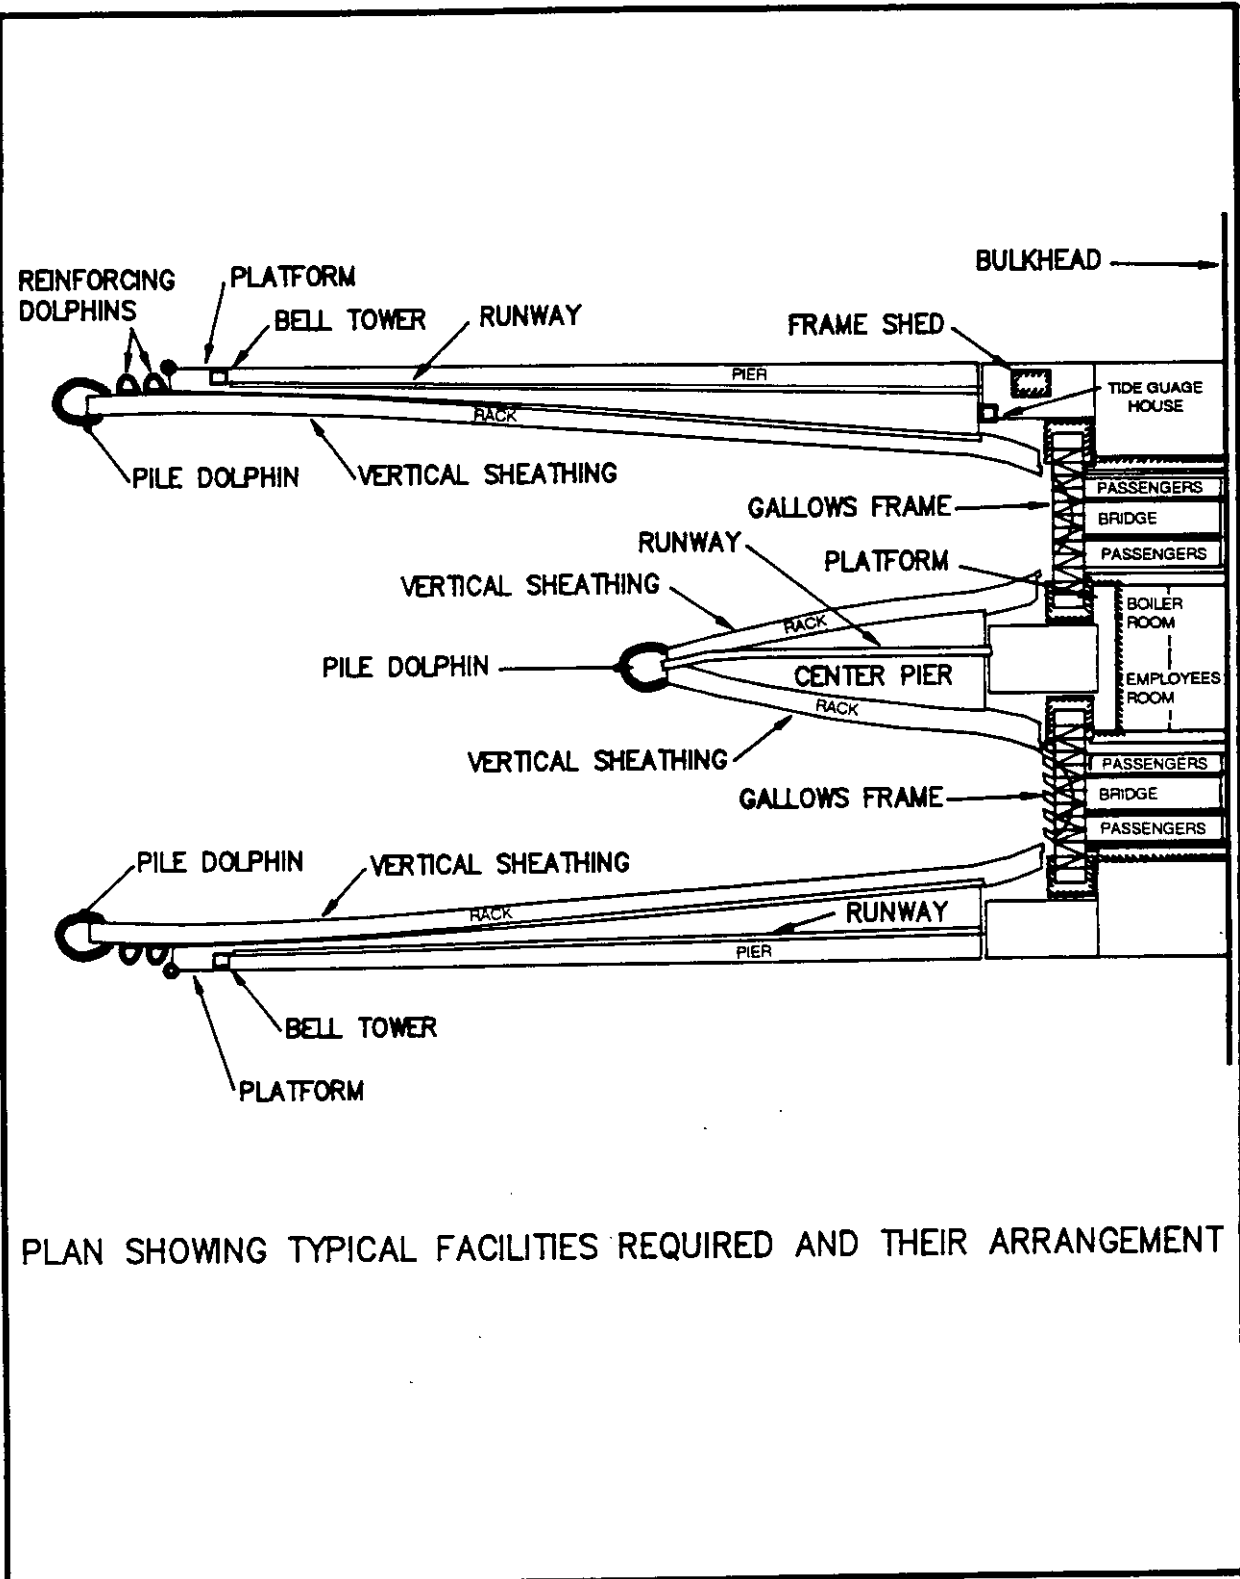 BULKHEAD
REINFORCING
DOLPHINS
PLATFORM
BELL TOWER
RUNWAY
FRAME SHED
PIER
TIDE GUAGE
HOUSE
RACK
PILE DOLPHIN
VERTICAL SHEATHING
GALLOWS FRAME
PASSENGERS
BRIDGE
PASSENGERS
RUNWAY
PLATFORM
VERTICAL SHEATHING
BOILER
ROOM
RACK
PILE DOLPHIN
CENTER PIER
EMPLOYEES
ROOM
RACK
VERTICAL SHEATHING
PASSENGERS
GALLOWS FRAME
BRIDGE
PASSENGERS
PILE DOLPHIN
VERTICAL SHEATHING
RACK
RUNWAY
PIER
BELL TOWER
PLATFORM
PLAN SHOWING TYPICAL FACILITIES REQUIRED AND THEIR ARRANGEMENT